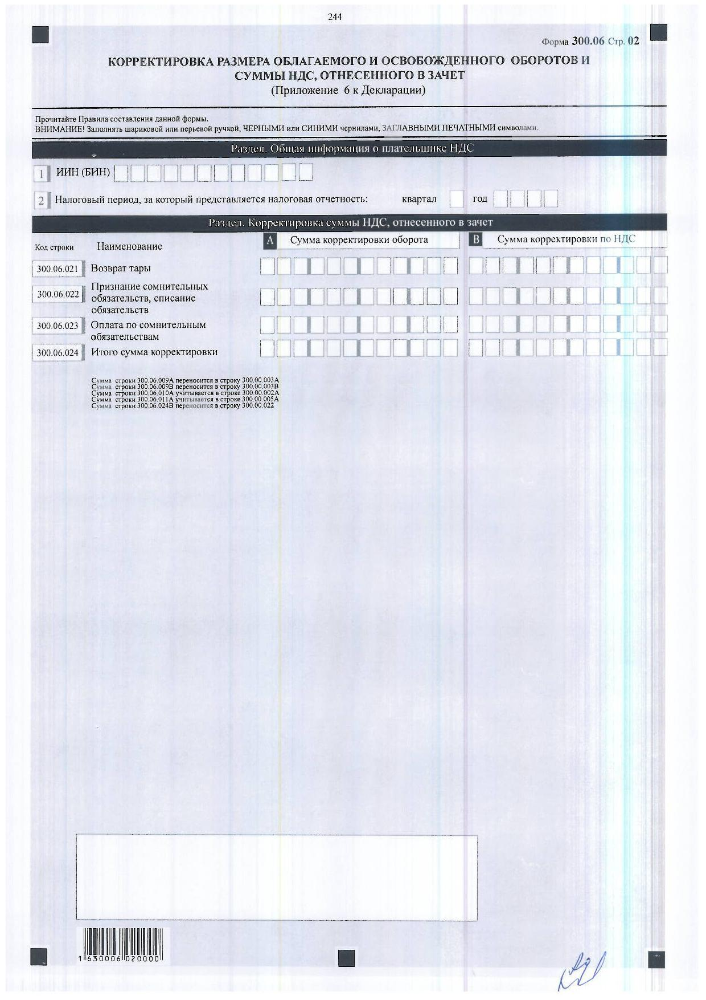 244
Форма 300.06 Стр. 02
КОРРЕКТИРОВКА РАЗМЕРА ОБЛАГАЕМОГО И ОСВОБОЖДЕННОГО ОБОРОТОВ И
СУММЫ НДС, ОТНЕСЕННОГО В ЗАЧЕТ
(Приложение 6 к Декларации)
Прочитайте Правила составления данной формы.
ВНИМАНИЕ! Заполнять шариковой или перьевой ручкой, ЧЕРНЫМИ или СИНИМИ чернилами, ЗАГЛАВНЫМИ ПЕЧАТНЫМИ символами.
Раздел. Общая информация о плательщике НДС
1 ИИН (БИН)
2 Налоговый период, за который представляется налоговая отчетность: квартал год
Раздел. Корректировка суммы НДС, отнесенного в зачет
Код строки Наименование A Сумма корректировки оборота B Сумма корректировки по НДС
300.06.021 Возврат тары
300.06.022 Признание сомнительных
обязательств, списание
обязательств
300.06.023 Оплата по сомнительным
обязательствам
300.06.024 Итого сумма корректировки
Сумма строки 300.06.009A переносится в строку 300.00.003A
Сумма строки 300.06.009B переносится в строку 300.00.003B
Сумма строки 300.06.010A учитывается в строке 300.00.002A
Сумма строки 300.06.011A учитывается в строке 300.00.005A
Сумма строки 300.06.024B переносится в строку 300.00.022
1 630006 020000